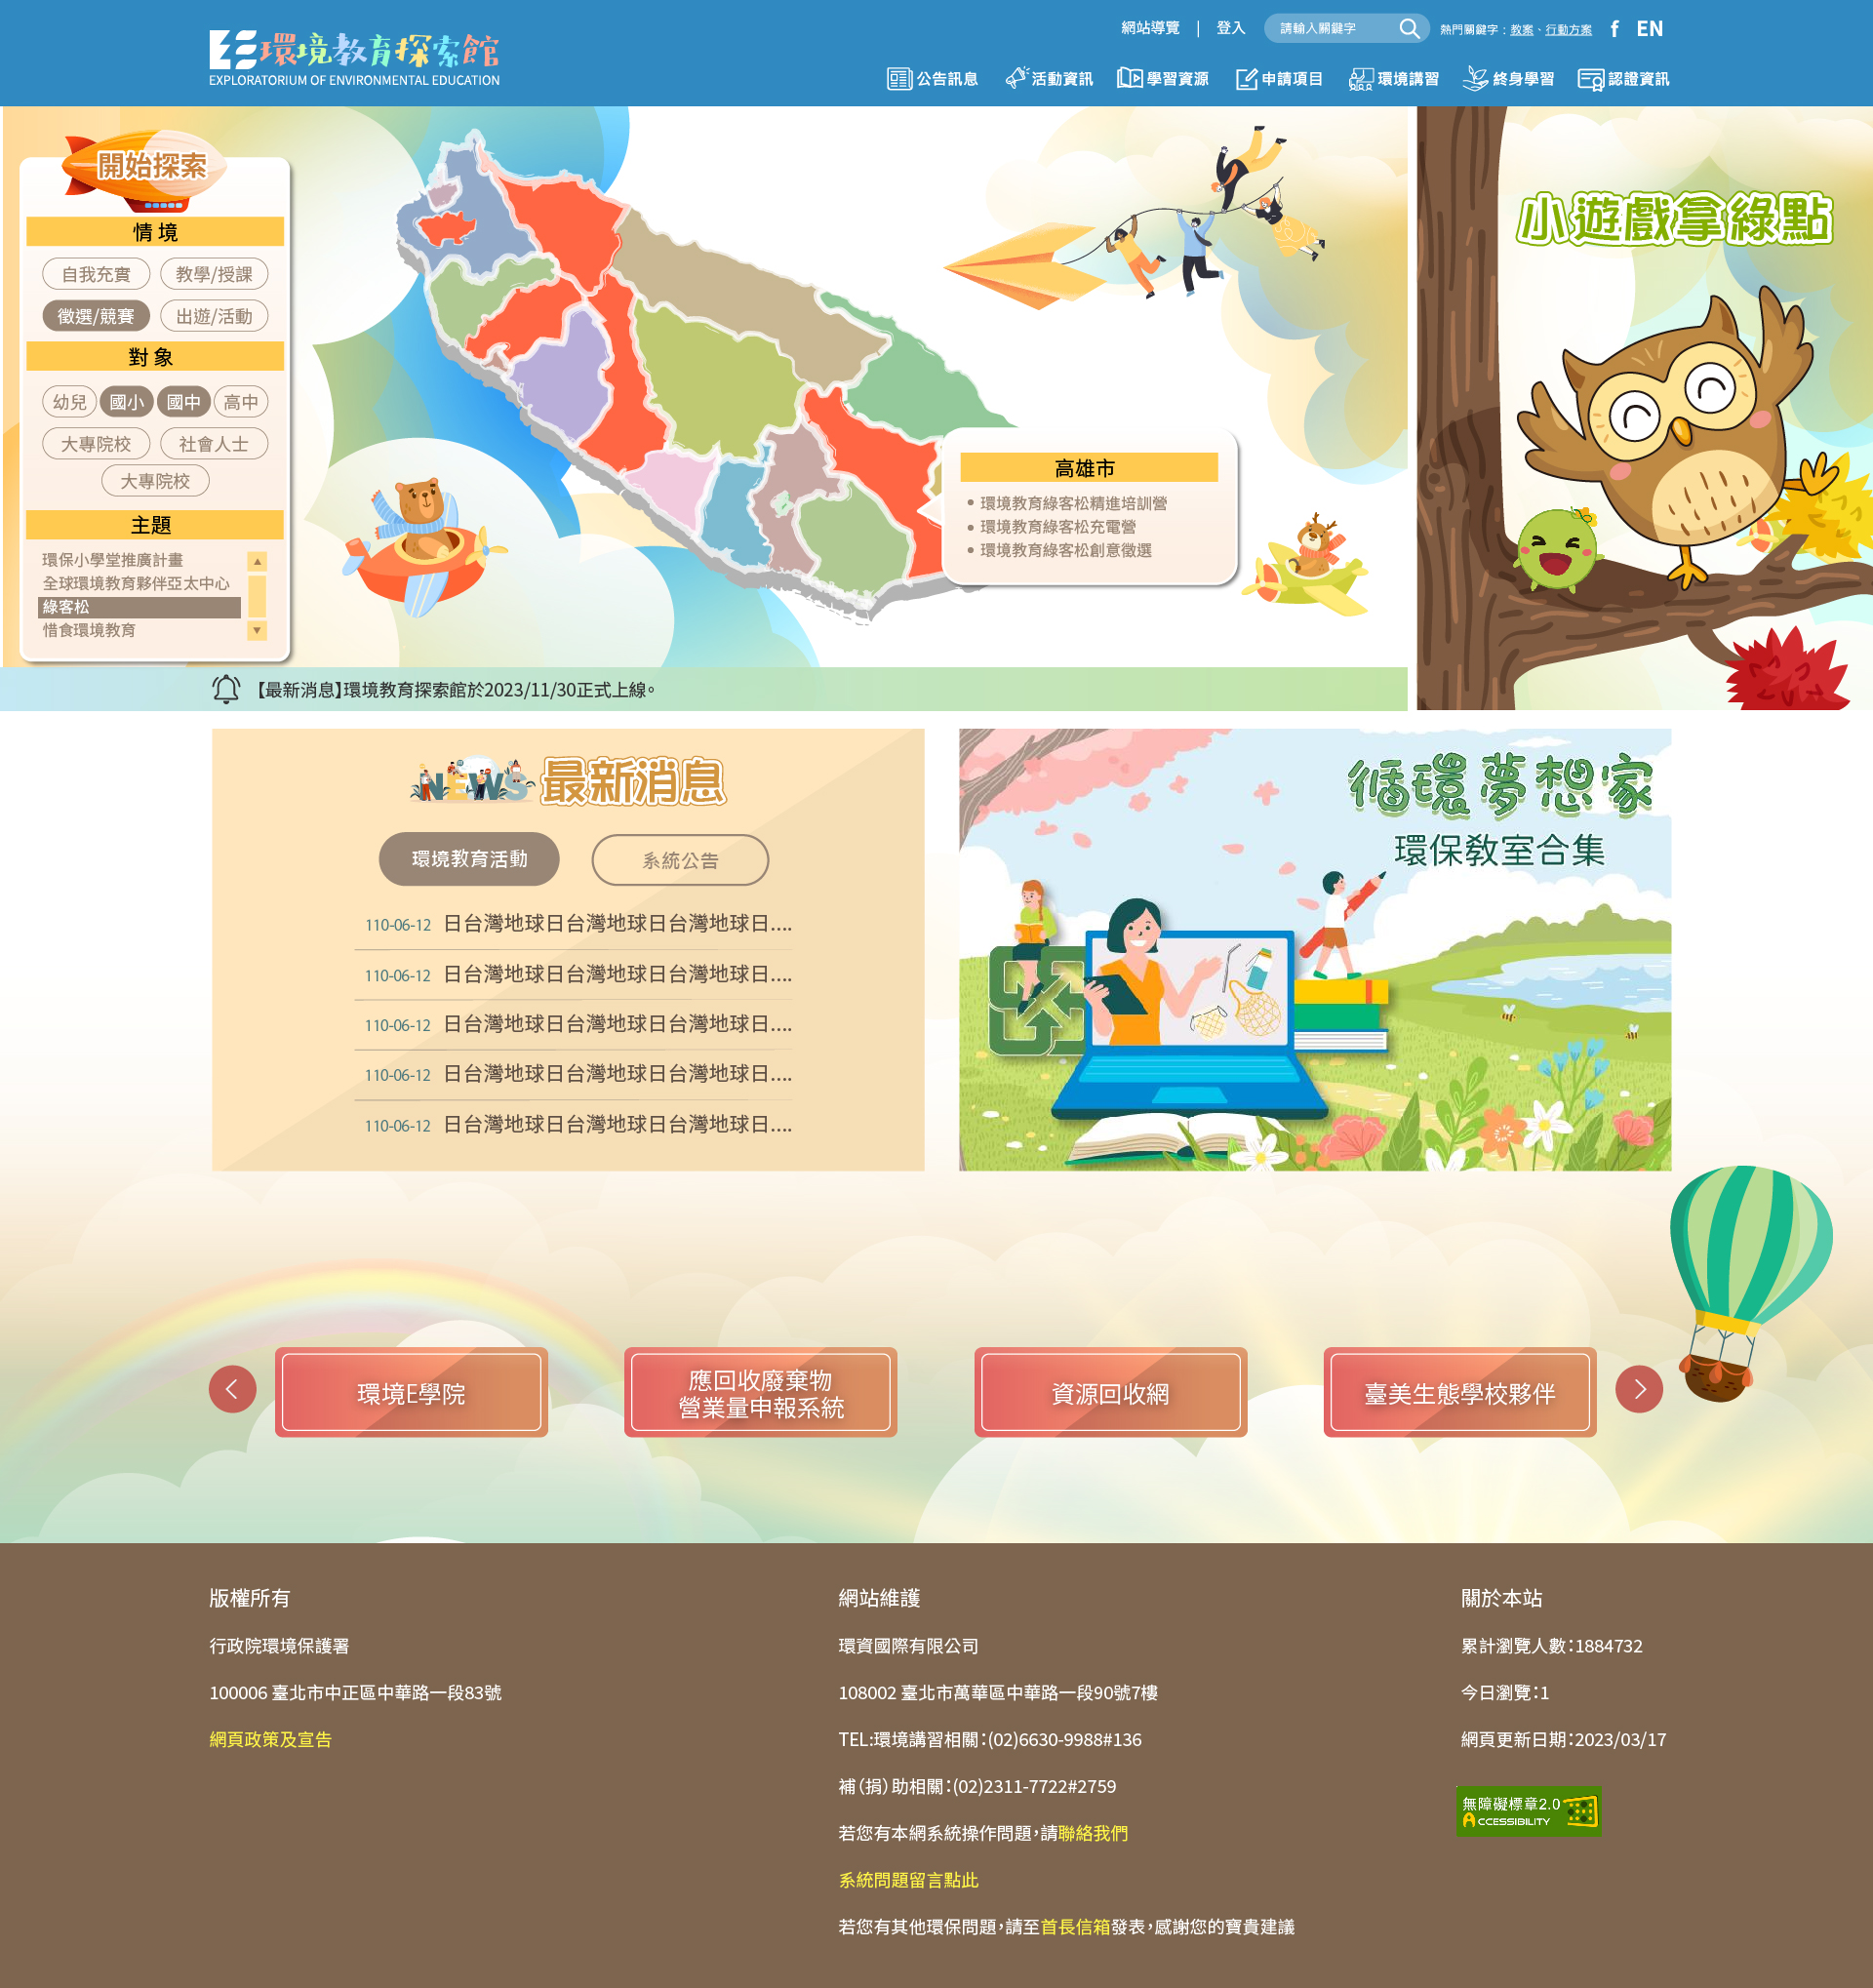 網站導覽 | 登入 請輸入關鍵字 熱門關鍵字：教案、行動方案 f EN
環境教育探索館
EXPLORATORIUM OF ENVIRONMENTAL EDUCATION
公告訊息 活動資訊 學習資源 申請項目 環境講習 終身學習 認證資訊
開始探索
情境
自我充實 教學/授課
徵選/競賽 出遊/活動
對象
幼兒 國小 國中 高中
大專院校 社會人士
大專院校
主題
環保小學堂推廣計畫
全球環境教育夥伴亞太中心
綠客松
惜食環境教育
高雄市
環境教育綠客松精進培訓營
環境教育綠客松充電營
環境教育綠客松創意徵選
小遊戲拿綠點
【最新消息】環境教育探索館於2023/11/30正式上線。
NEWS 最新消息
環境教育活動 系統公告
110-06-12 日台灣地球日台灣地球日台灣地球日....
110-06-12 日台灣地球日台灣地球日台灣地球日....
110-06-12 日台灣地球日台灣地球日台灣地球日....
110-06-12 日台灣地球日台灣地球日台灣地球日....
110-06-12 日台灣地球日台灣地球日台灣地球日....
循環夢想家
環保教室合集
環境E學院
應回收廢棄物
營業量申報系統
資源回收網
臺美生態學校夥伴
版權所有
行政院環境保護署
100006 臺北市中正區中華路一段83號
網頁政策及宣告
網站維護
環資國際有限公司
108002 臺北市萬華區中華路一段90號7樓
TEL:環境講習相關：(02)6630-9988#136
補（捐）助相關：(02)2311-7722#2759
若您有本網系統操作問題，請聯絡我們
系統問題留言點此
若您有其他環保問題，請至首長信箱發表，感謝您的寶貴建議
關於本站
累計瀏覽人數：1884732
今日瀏覽：1
網頁更新日期：2023/03/17
無障礙標章2.0
ACCESSIBILITY